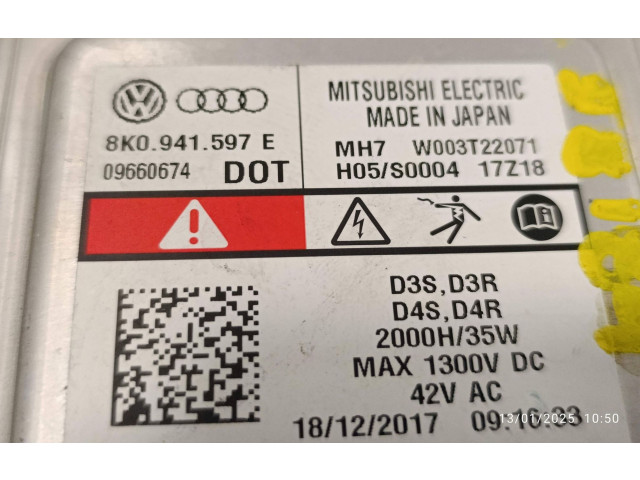 MITSUBISHI ELECTRIC
MADE IN JAPAN
8K0.941.597 E
09660674 DOT
MH7 W003T22071
H05/S0004 17Z18
D3S,D3R
D4S,D4R
2000H/35W
MAX 1300V DC
42V AC
18/12/2017
13/01/2025 10:50